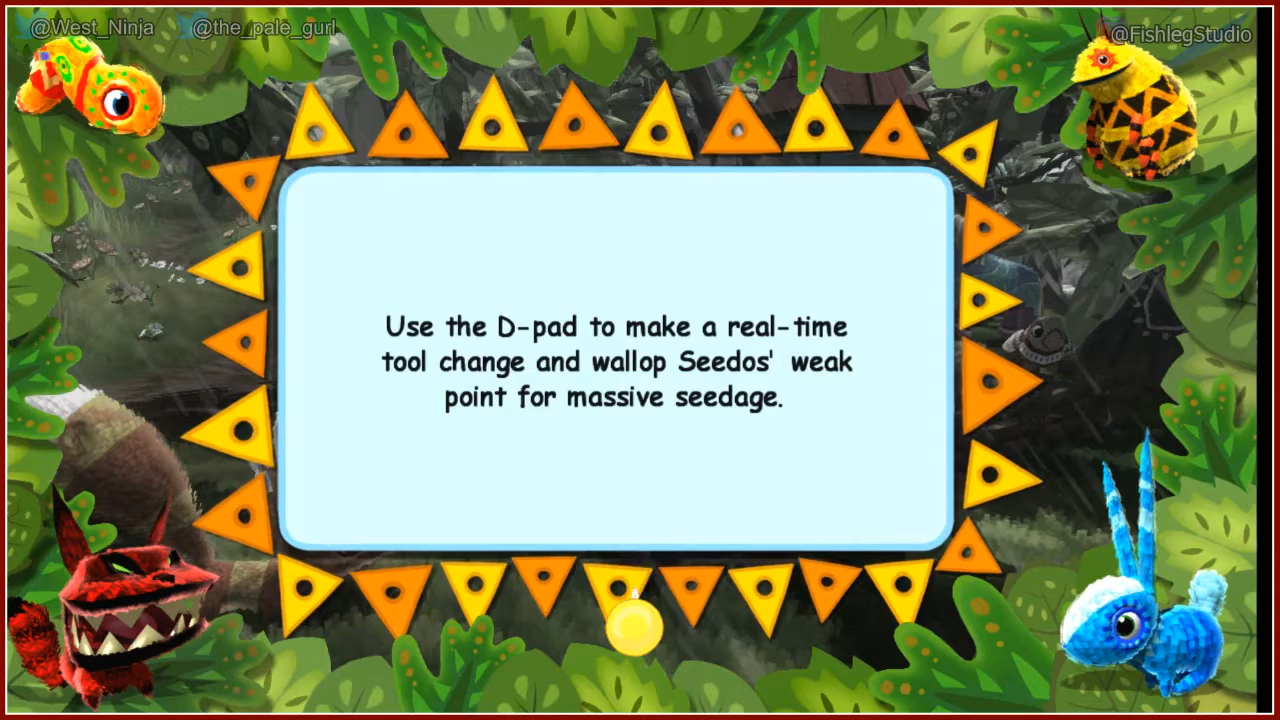 @West_Ninja @the_pale_gurl @FishlegStudio
Use the D-pad to make a real-time
tool change and wallop Seedos' weak
point for massive seedage.